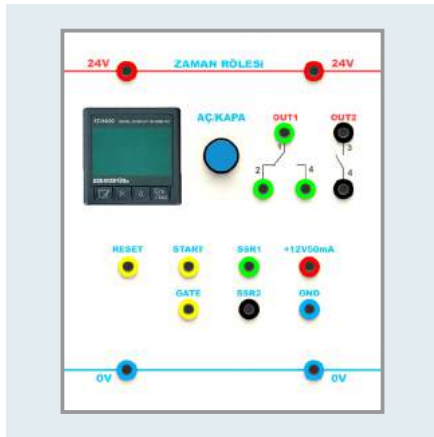 24V ZAMAN RÖLESİ 24V
AÇ/KAPA OUT1 OUT2
1
3
2 4
4
RESET START SSR1 +12V50mA
GATE SSR2 GND
0V 0V